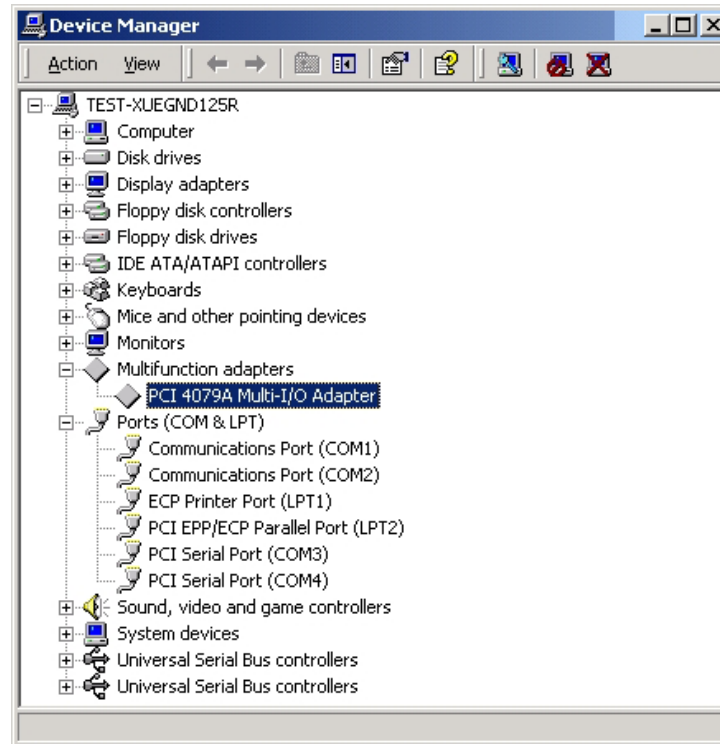 Device Manager
Action View
TEST-XUEGND125R
Computer
Disk drives
Display adapters
Floppy disk controllers
Floppy disk drives
IDE ATA/ATAPI controllers
Keyboards
Mice and other pointing devices
Monitors
Multifunction adapters
PCI 4079A Multi-I/O Adapter
Ports (COM & LPT)
Communications Port (COM1)
Communications Port (COM2)
ECP Printer Port (LPT1)
PCI EPP/ECP Parallel Port (LPT2)
PCI Serial Port (COM3)
PCI Serial Port (COM4)
Sound, video and game controllers
System devices
Universal Serial Bus controllers
Universal Serial Bus controllers